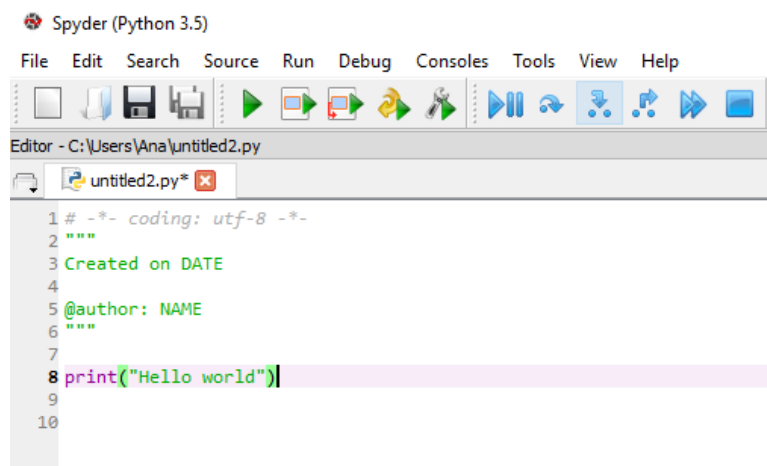 Spyder (Python 3.5)
File Edit Search Source Run Debug Consoles Tools View Help
Editor - C:\Users\Ana\untitled2.py
untitled2.py*
1 # -*- coding: utf-8 -*-
2 """
3 Created on DATE
4
5 @author: NAME
6 """
7
8 print("Hello world")
9
10